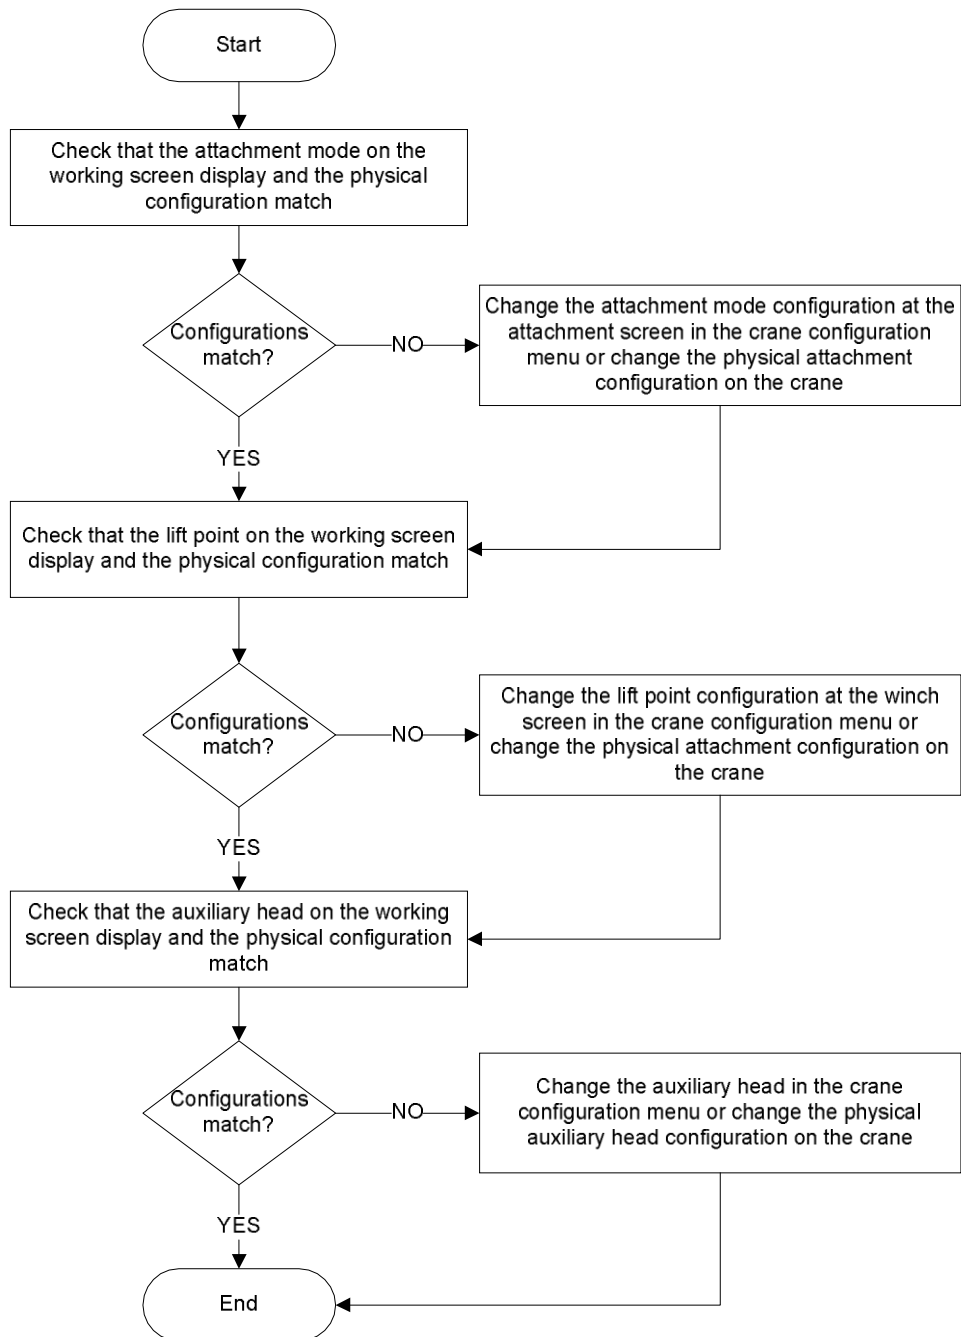 Start
Check that the attachment mode on the
working screen display and the physical
configuration match
Configurations
match?
NO
Change the attachment mode configuration at the
attachment screen in the crane configuration
menu or change the physical attachment
configuration on the crane
YES
Check that the lift point on the working screen
display and the physical configuration match
Configurations
match?
NO
Change the lift point configuration at the winch
screen in the crane configuration menu or
change the physical attachment configuration on
the crane
YES
Check that the auxiliary head on the working
screen display and the physical configuration
match
Configurations
match?
NO
Change the auxiliary head in the crane
configuration menu or change the physical
auxiliary head configuration on the crane
YES
End